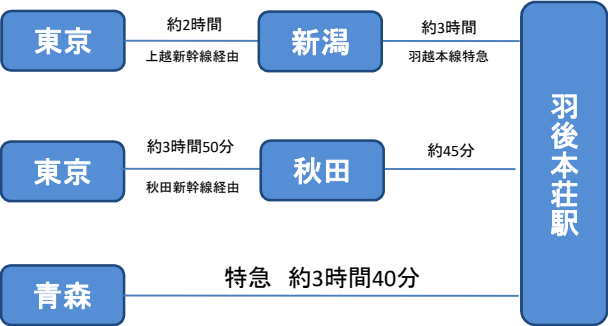 東京
約2時間
上越新幹線経由
新潟
約3時間
羽越本線特急
東京
約3時間50分
秋田新幹線経由
秋田
約45分
青森
特急 約3時間40分
羽後本荘駅